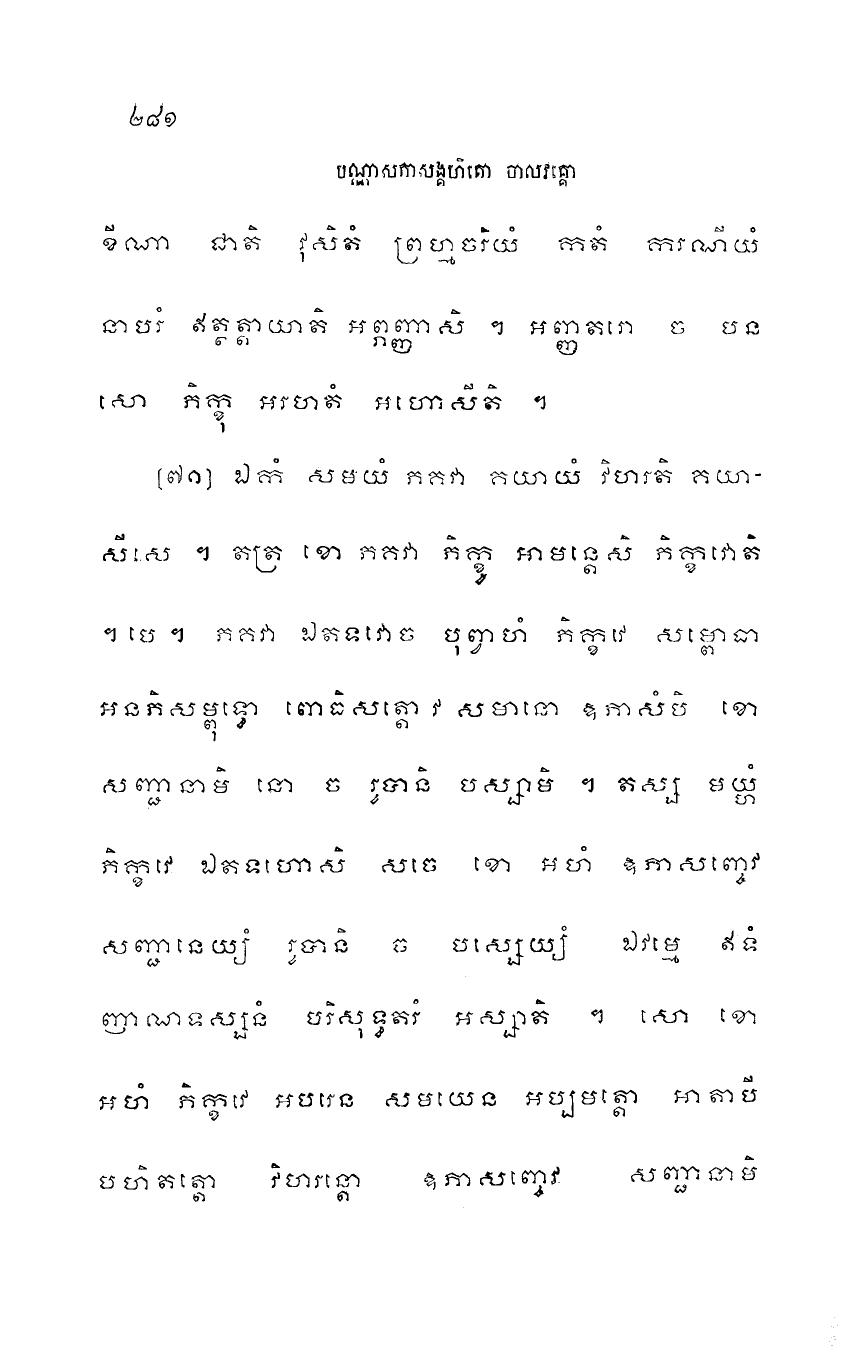 ២៨១
បណ្ណាសកាសង្គហិតោ ពាលវគ្គោ
ខីណា ជាតិ វុសិតំ ព្រហ្មចរិយំ កតំ ករណីយំ
នាបរំ ឥត្ថត្តាយាតិ អព្ភញ្ញាសិ ។ អញ្ញតរោ ច បន
សោ ភិក្ខុ អរហតំ អហោសីតិ ។
[៧១] ឯកំ សមយំ ភគវា គយាយំ វិហរតិ គយា-
សីសេ ។ តត្រ ខោ ភគវា ភិក្ខូ អាមន្តេសិ ភិក្ខវោតិ
។ បេ ។ ភគវា ឯតទវោច បុព្វាហំ ភិក្ខវេ សម្ពោធា
អនភិសម្ពុទ្ធោ ពោធិសត្តោ វ សមានោ ឱភាសំបិ ខោ
សញ្ជានាមិ នោ ច រូបានិ បស្សាមិ ។ តស្ស មយ្ហំ
ភិក្ខវេ ឯតទហោសិ សចេ ខោ អហំ ឱភាសញ្ចេវ
សញ្ជានេយ្យំ រូបានិ ច បស្សេយ្យំ ឯវម្មេ ឥទំ
ញាណទស្សនំ បរិសុទ្ធតរំ អស្សាតិ ។ សោ ខោ
អហំ ភិក្ខវេ អបរេន សមយេន អប្បមត្តោ អាតាបី
បហិតត្តោ វិហរន្តោ ឱភាសញ្ចេវ សញ្ជានាមិ